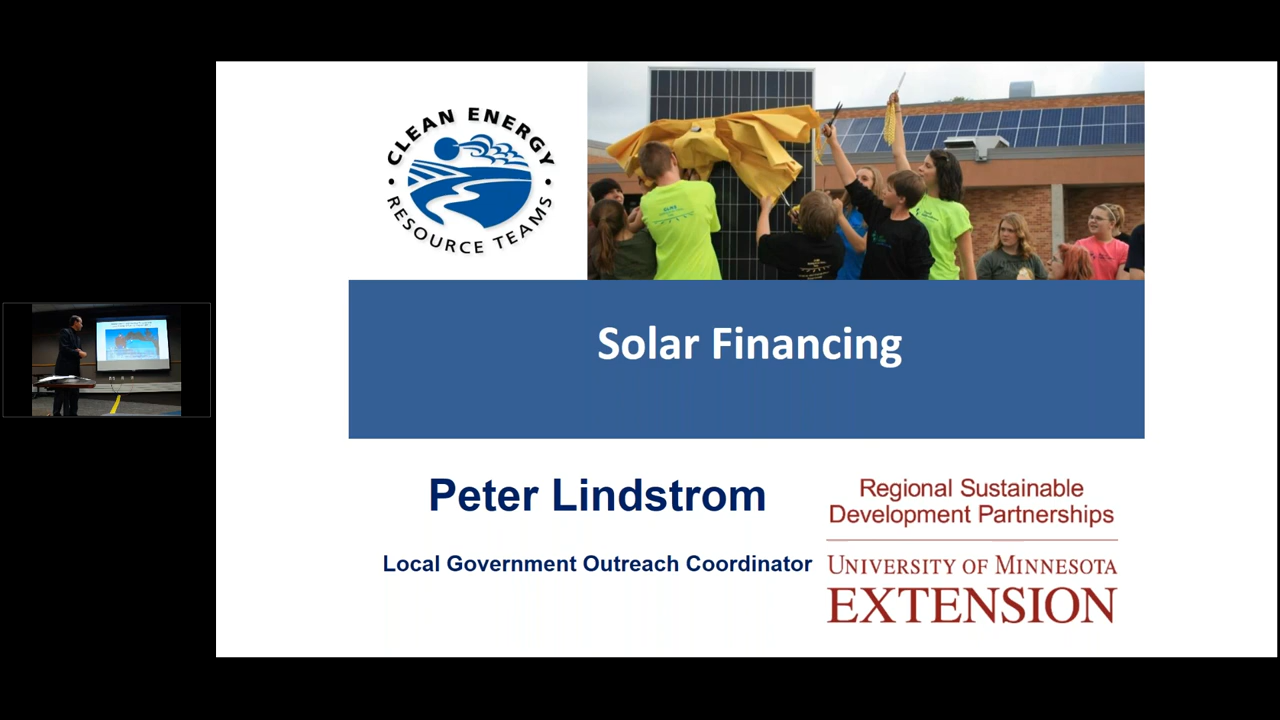 CLEAN ENERGY
• RESOURCE TEAMS •
Solar Financing
Peter Lindstrom
Local Government Outreach Coordinator
Regional Sustainable
Development Partnerships
UNIVERSITY OF MINNESOTA
EXTENSION